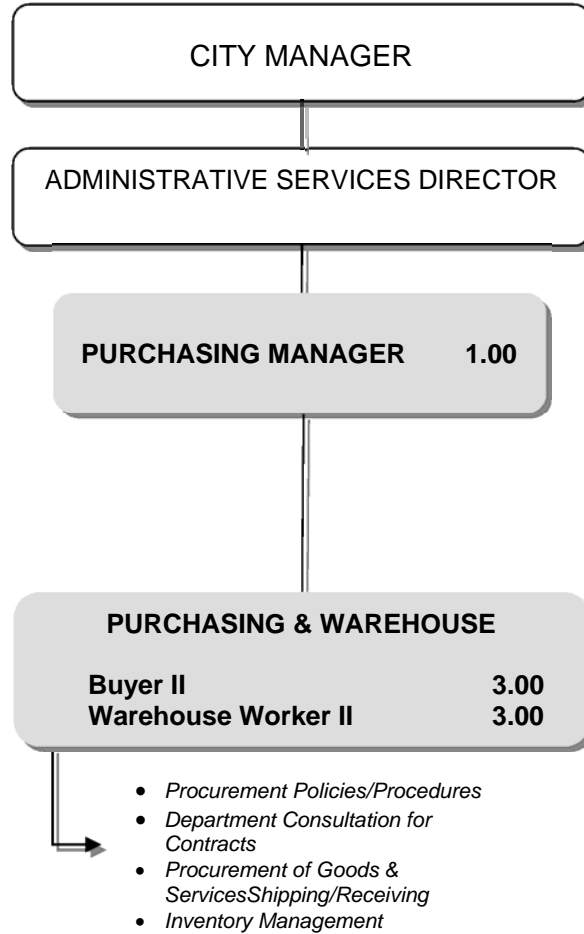 CITY MANAGER
ADMINISTRATIVE SERVICES DIRECTOR
PURCHASING MANAGER 1.00
PURCHASING & WAREHOUSE
Buyer II 3.00
Warehouse Worker II 3.00
• Procurement Policies/Procedures
• Department Consultation for
Contracts
• Procurement of Goods &
ServicesShipping/Receiving
• Inventory Management